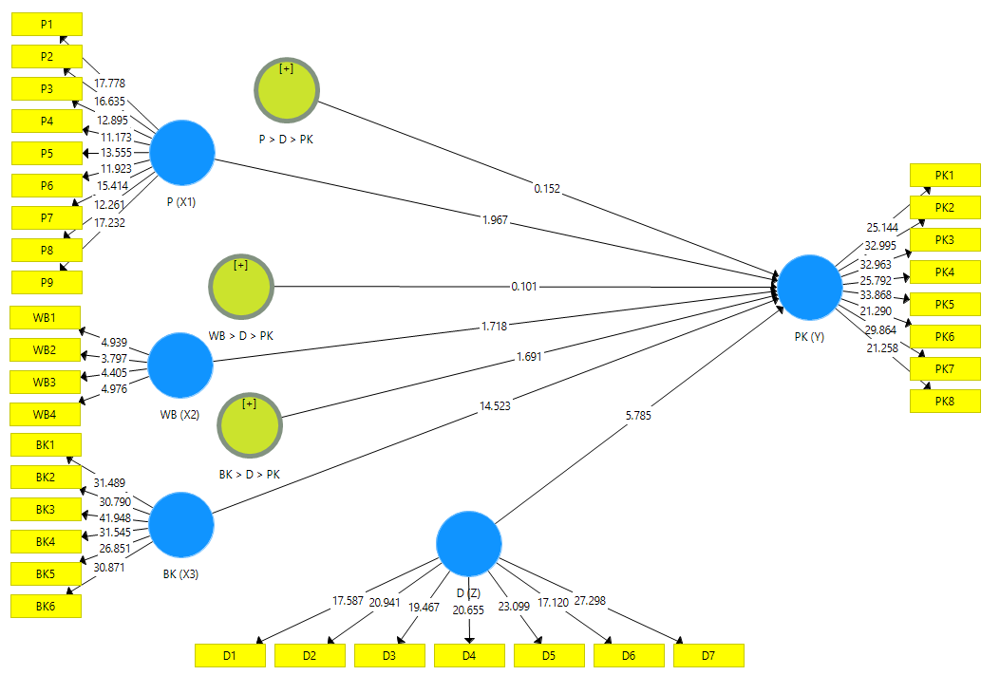 P1
P2
P3
P4
P5
P6
P7
P8
P9
17.778
16.635
12.895
11.173
13.555
11.923
15.414
12.261
17.232
P (X1)
[+]
P > D > PK
0.152
1.967
[+]
WB > D > PK
0.101
WB1
WB2
WB3
WB4
4.939
3.797
4.405
4.976
WB (X2)
1.718
[+]
BK > D > PK
1.691
BK1
BK2
BK3
BK4
BK5
BK6
31.489
30.790
41.948
31.545
26.851
30.871
BK (X3)
14.523
5.785
PK (Y)
25.144
32.995
32.963
25.792
33.868
21.290
29.864
21.258
PK1
PK2
PK3
PK4
PK5
PK6
PK7
PK8
D (Z)
17.587
20.941
19.467
20.655
23.099
17.120
27.298
D1
D2
D3
D4
D5
D6
D7